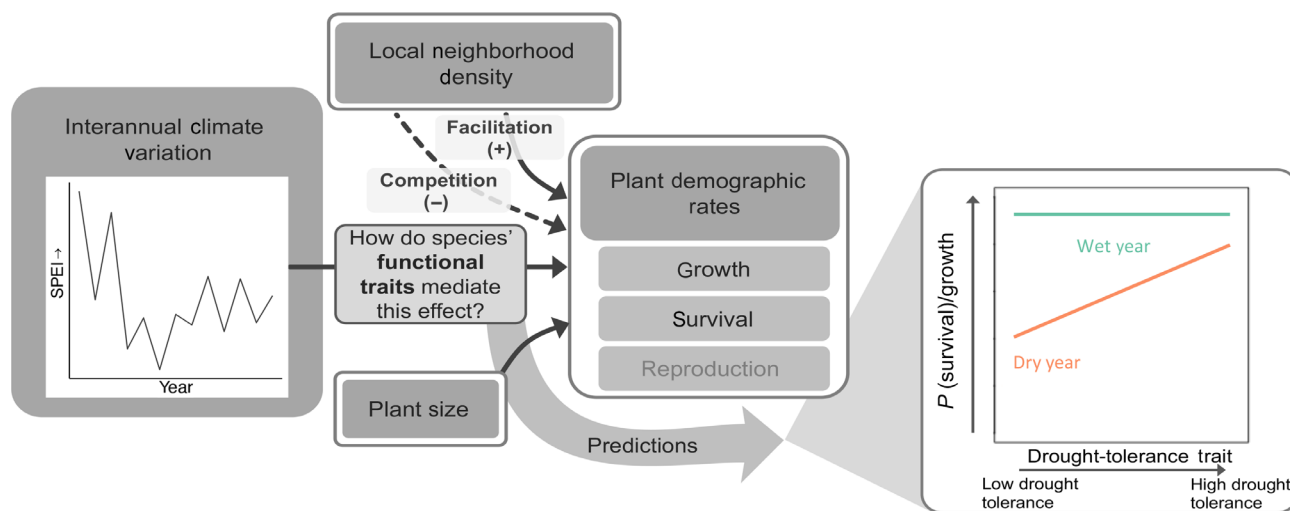 Local neighborhood
density
Interannual climate
variation
SPEI→
Year
Facilitation
(+)
Competition
(–)
How do species'
functional
traits mediate
this effect?
Plant size
Plant demographic
rates
Growth
Survival
Reproduction
Predictions
P (survival)/growth
Wet year
Dry year
Drought-tolerance trait
Low drought
tolerance
High drought
tolerance